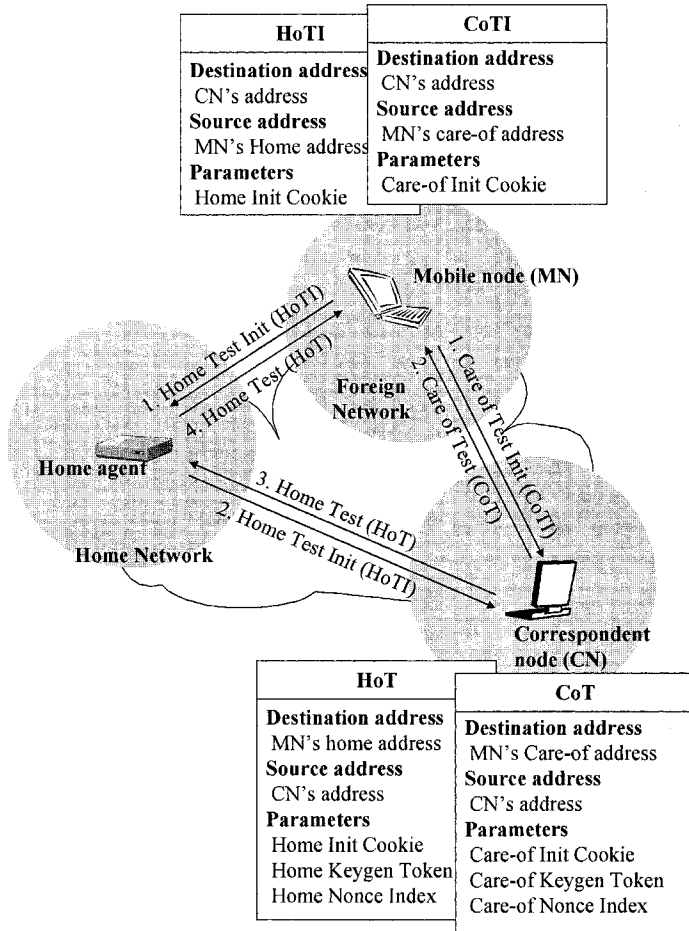 HoTI
Destination address
CN's address
Source address
MN's Home address
Parameters
Home Init Cookie
CoTI
Destination address
CN's address
Source address
MN's care-of address
Parameters
Care-of Init Cookie
Mobile node (MN)
1. Home Test Init (HoTI)
4. Home Test (HoT)
Foreign
Network
1. Care of Test Init (CoTI)
2. Care of Test (CoT)
Home agent
Home Network
3. Home Test (HoT)
2. Home Test Init (HoTI)
Correspondent
node (CN)
HoT
Destination address
MN's home address
Source address
CN's address
Parameters
Home Init Cookie
Home Keygen Token
Home Nonce Index
CoT
Destination address
MN's Care-of address
Source address
CN's address
Parameters
Care-of Init Cookie
Care-of Keygen Token
Care-of Nonce Index